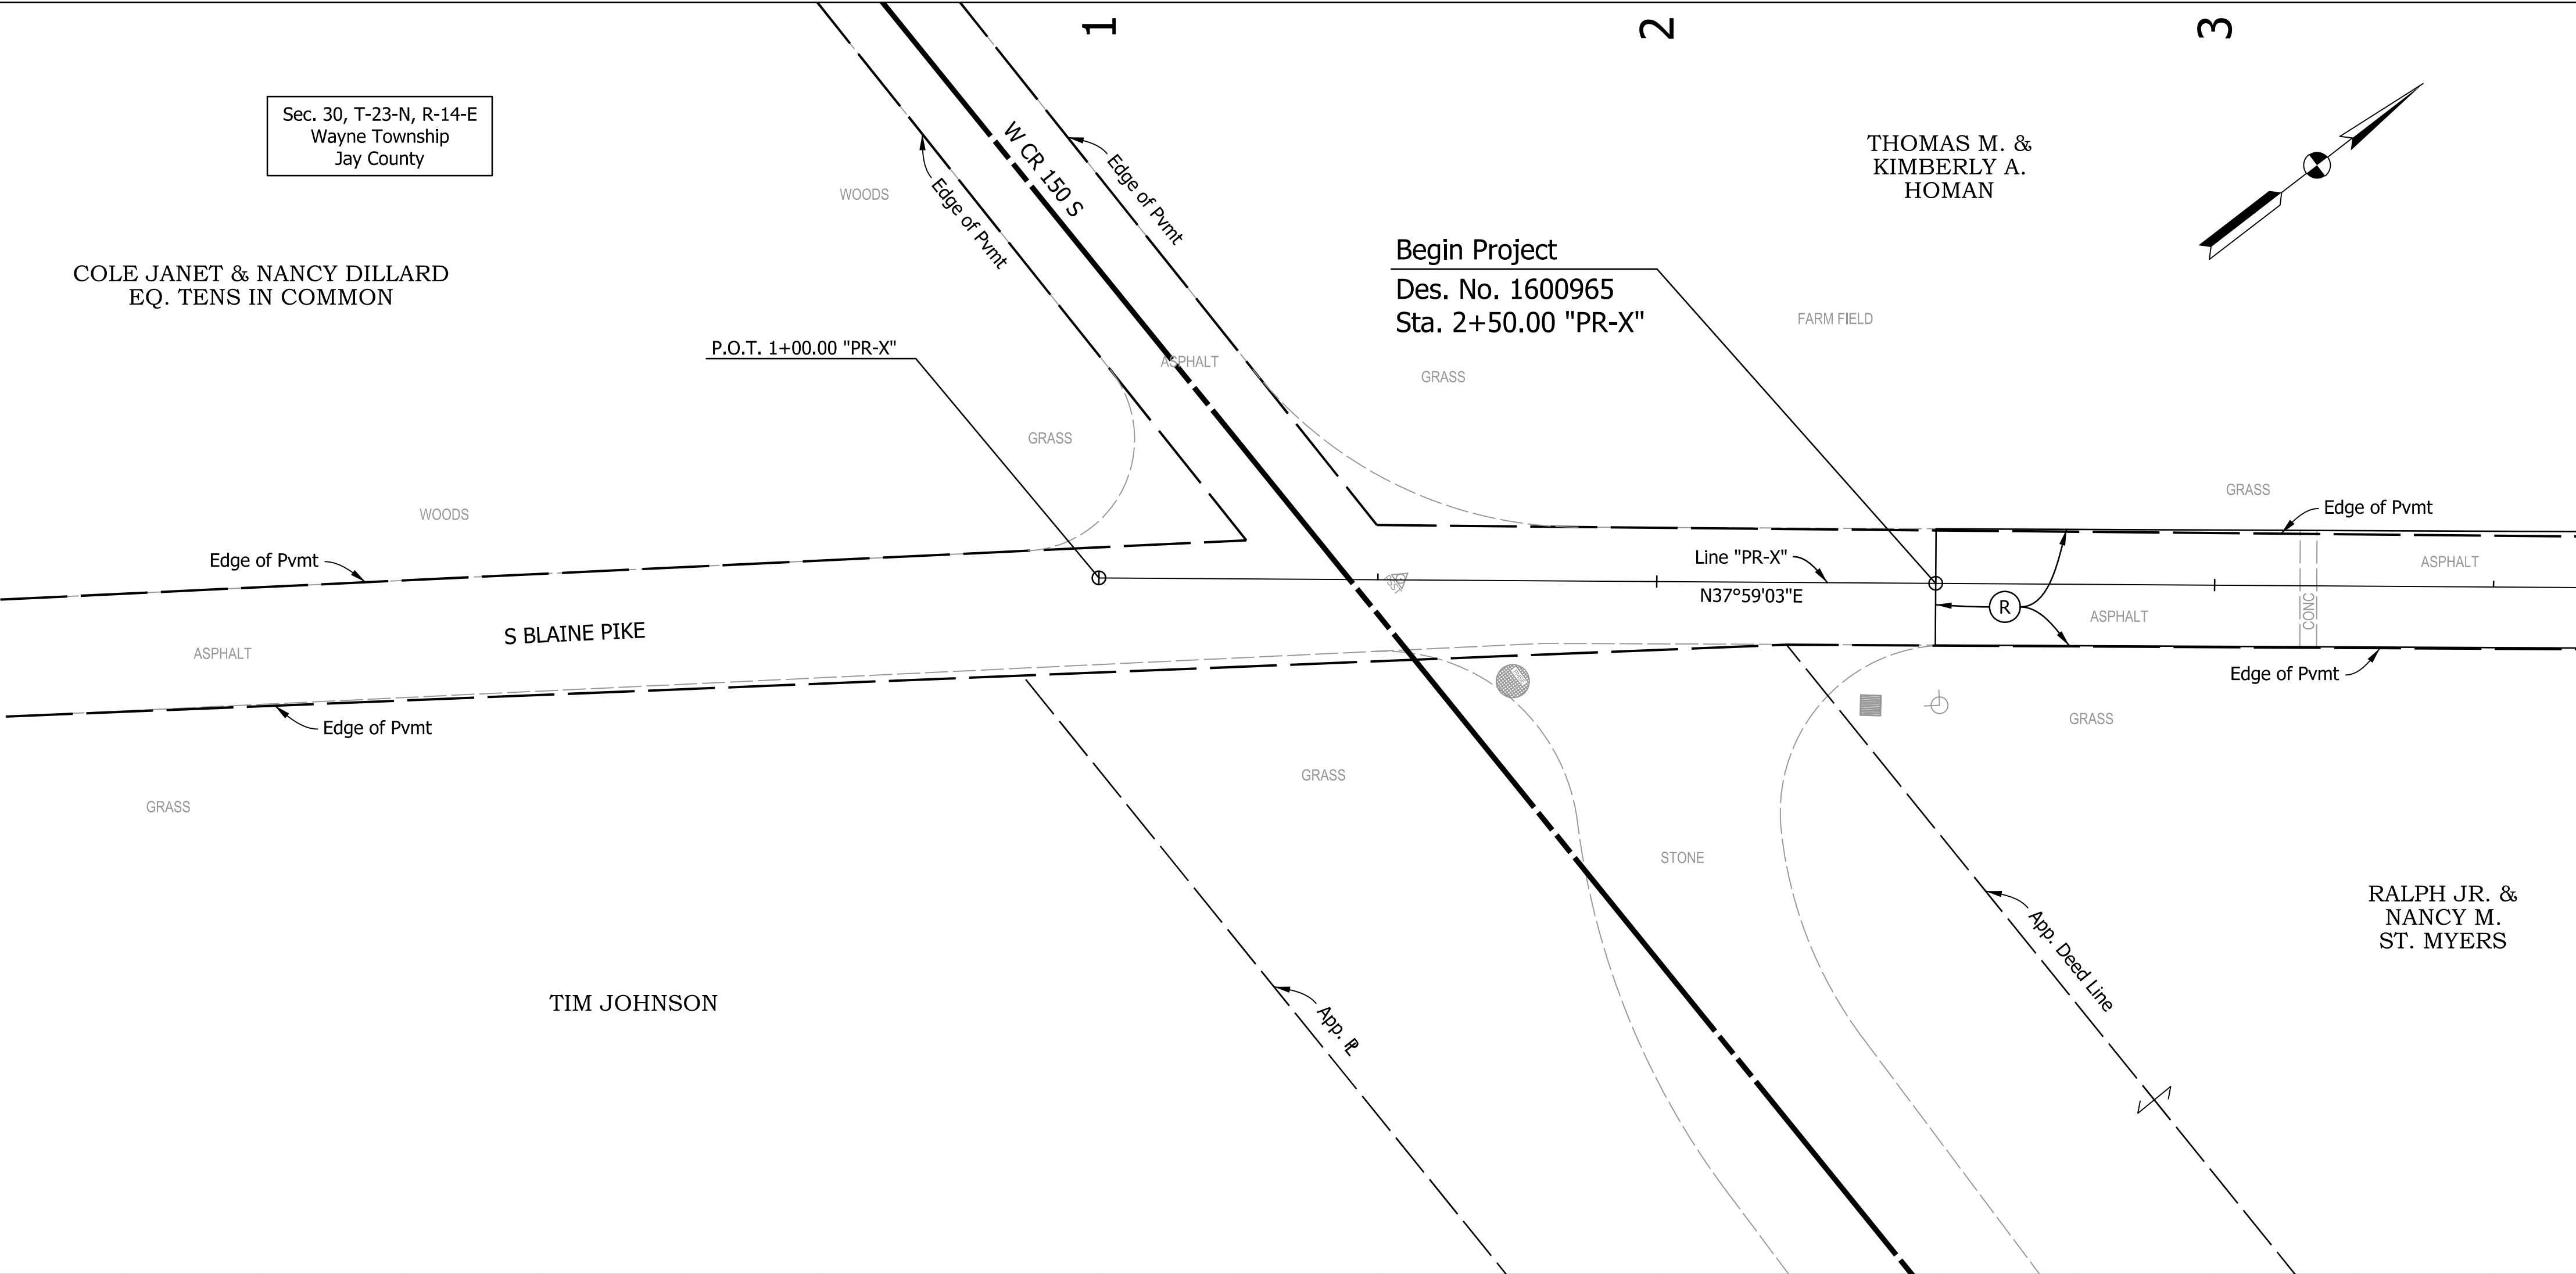 1
2
3
Sec. 30, T-23-N, R-14-E
Wayne Township
Jay County
COLE JANET & NANCY DILLARD
EQ. TENS IN COMMON
WOODS
Edge of Pvmt
W CR 150 S
Edge of Pvmt
THOMAS M. &
KIMBERLY A.
HOMAN
Begin Project
Des. No. 1600965
Sta. 2+50.00 "PR-X"
FARM FIELD
P.O.T. 1+00.00 "PR-X"
ASPHALT
GRASS
GRASS
WOODS
GRASS
Edge of Pvmt
Edge of Pvmt
Line "PR-X"
N37°59'03"E
R
ASPHALT
CONC
ASPHALT
S BLAINE PIKE
ASPHALT
Edge of Pvmt
Edge of Pvmt
GRASS
GRASS
GRASS
STONE
App. Deed Line
RALPH JR. &
NANCY M.
ST. MYERS
TIM JOHNSON
App. PL